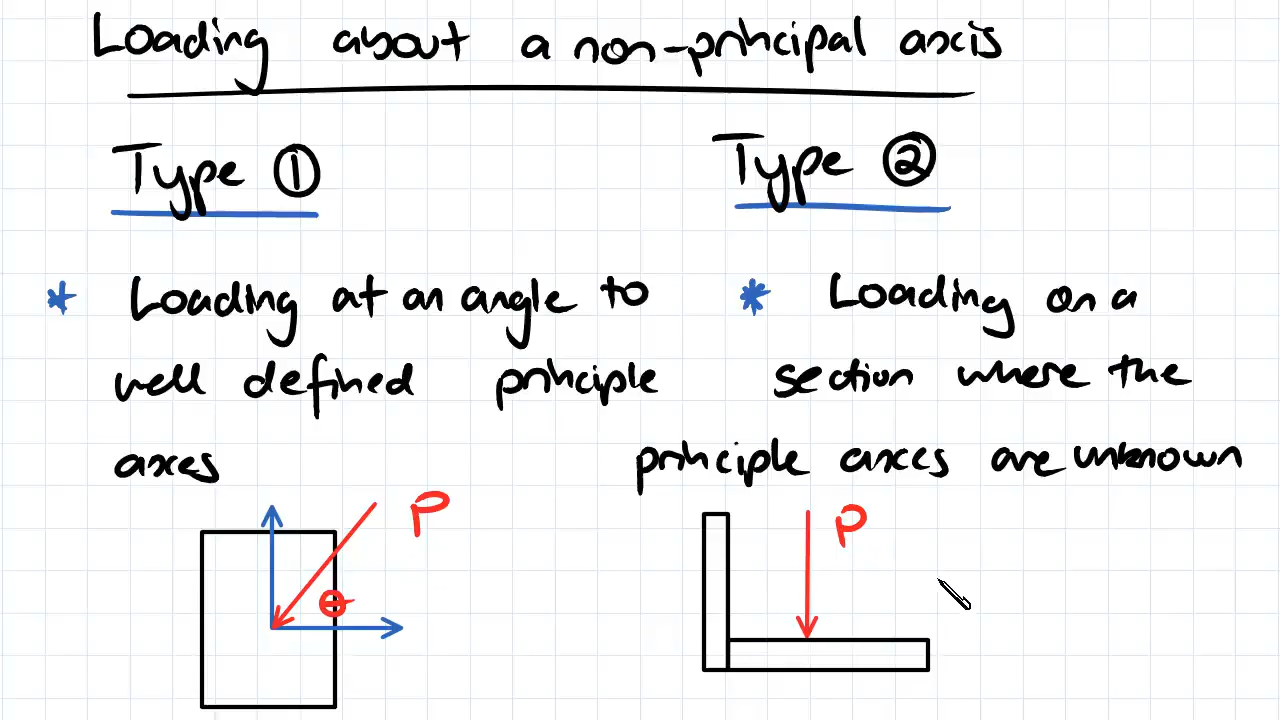 Loading about a non-principal axis
Type ①
Type ②
* Loading at an angle to
well defined principle
axes
* Loading on a
section where the
principle axes are unknown
P
θ
P